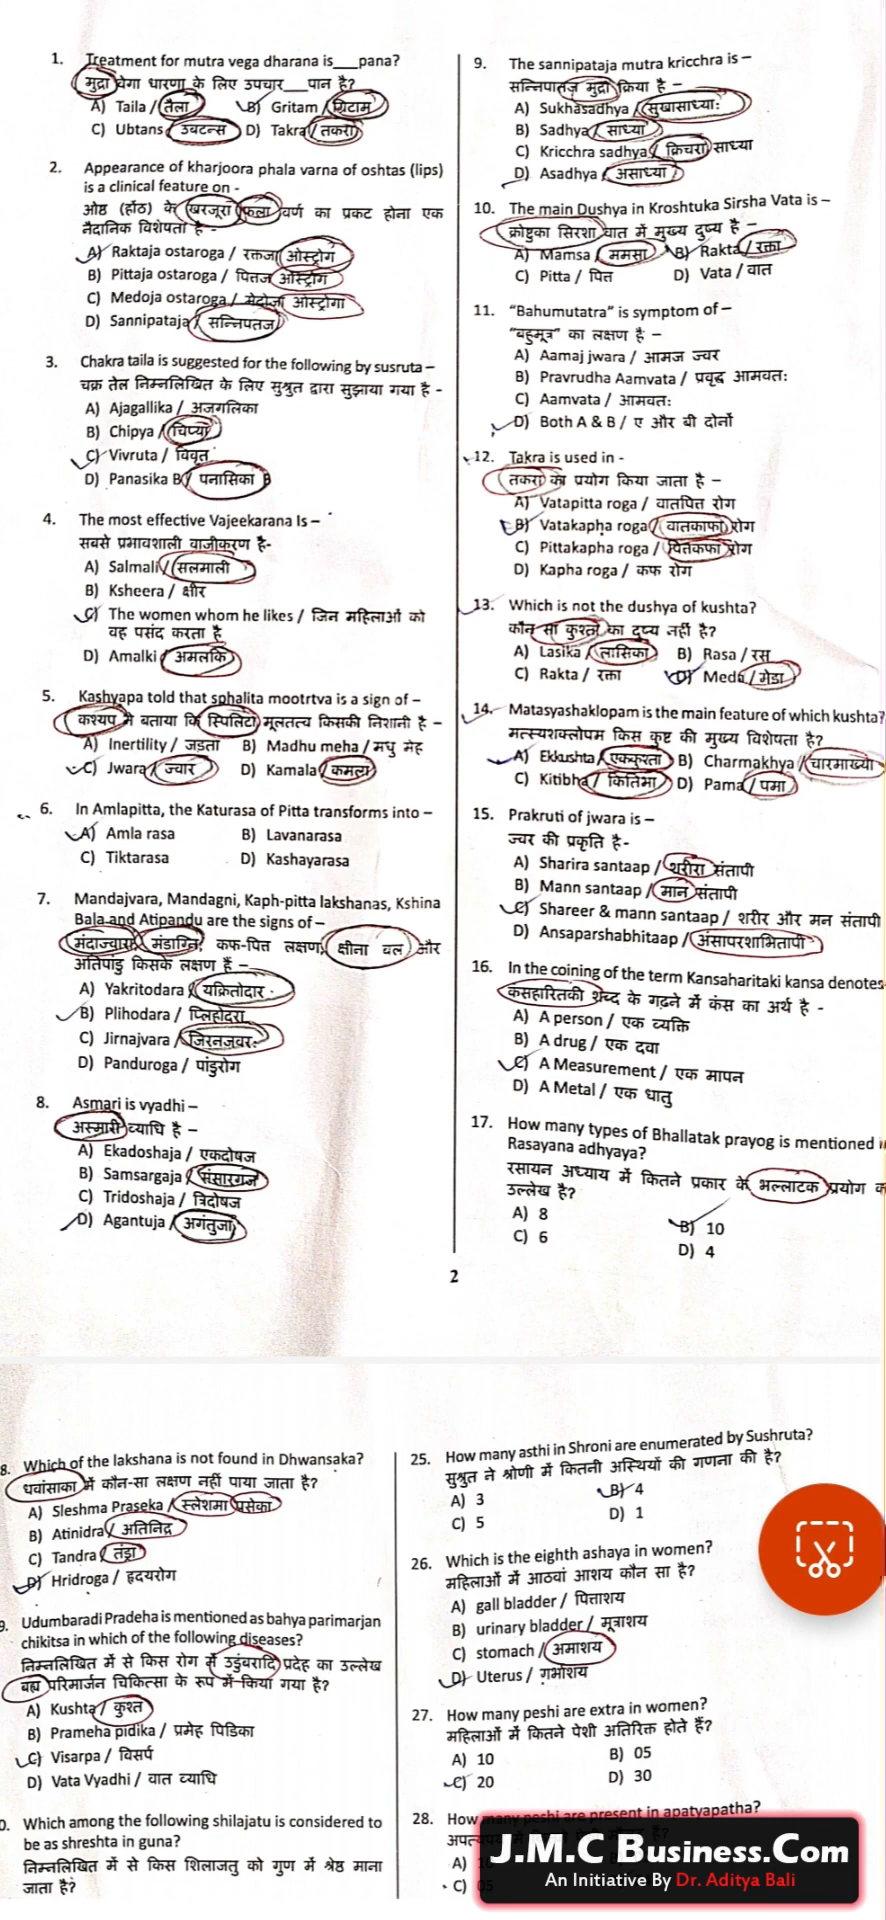 1. Treatment for mutra vega dharana is____pana?
मुद्रा वेगा धारणा के लिए उपचार___पान है?
A) Taila / तैला B) Gritam / ग्रिटाम
C) Ubtans / उबटन्स D) Takra / तकरा
2. Appearance of kharjoora phala varna of oshtas (lips)
is a clinical feature on -
ओष्ठ (होंठ) के खरजूरा फला वर्ण का प्रकट होना एक
नैदानिक विशेषता है -
A) Raktaja ostaroga / रक्तजा ओस्ट्रोग
B) Pittaja ostaroga / पित्तज ओस्ट्रोग
C) Medoja ostaroga / मेदोजा ओस्ट्रोगा
D) Sannipataja / सन्निपतज
3. Chakra taila is suggested for the following by susruta –
चक्र तेल निम्नलिखित के लिए सुश्रुत द्वारा सुझाया गया है -
A) Ajagallika / अजगलिका
B) Chipya / चिप्या
C) Vivruta / विवृत
D) Panasika B / पनासिका B
4. The most effective Vajeekarana Is –
सबसे प्रभावशाली वाजीकरण है-
A) Salmali / सलमाली
B) Ksheera / क्षीर
C) The women whom he likes / जिन महिलाओं को
वह पसंद करता है
D) Amalki / अमलकि
5. Kashyapa told that sphalita mootrtva is a sign of –
कश्यप ने बताया कि स्पिलिटो मूलतत्व किसकी निशानी है –
A) Inertility / जड़ता B) Madhu meha / मधु मेह
C) Jwara / ज्वार D) Kamala / कमला
6. In Amlapitta, the Katurasa of Pitta transforms into –
A) Amla rasa B) Lavanarasa
C) Tiktarasa D) Kashayarasa
7. Mandajvara, Mandagni, Kaph-pitta lakshanas, Kshina
Bala and Atipandu are the signs of –
मंदाज्वारा, मंडाग्नि, कफ-पित्त लक्षण, क्षीना बल और
अतिपांडु किसके लक्षण हैं –
A) Yakritodara / यक्रितोदार
B) Plihodara / प्लिहोदरा
C) Jirnajvara / जिरनजवर
D) Panduroga / पांडुरोग
8. Asmari is vyadhi –
अस्मारी व्याधि है –
A) Ekadoshaja / एकदोषज
B) Samsargaja / संसारगज
C) Tridoshaja / त्रिदोषज
D) Agantuja / अगंतुजा
9. The sannipataja mutra kricchra is –
सन्निपातज मुद्रा क्रिया है –
A) Sukhasadhya / सुखासाध्या:
B) Sadhya / साध्या
C) Kricchra sadhya / क्रिचरा साध्या
D) Asadhya / असाध्या
10. The main Dushya in Kroshtuka Sirsha Vata is –
क्रोष्टुका सिरशा वात में मुख्य दुष्य है –
A) Mamsa / ममसा B) Rakta / रक्ता
C) Pitta / पित्त D) Vata / वात
11. “Bahumutatra” is symptom of –
“बहुमूत्र” का लक्षण है –
A) Aamaj jwara / आमज ज्वर
B) Pravrudha Aamvata / प्रवृद्ध आमवतः
C) Aamvata / आमवतः
D) Both A & B / ए और बी दोनों
12. Takra is used in -
तकरा का प्रयोग किया जाता है –
A) Vatapitta roga / वातपित्त रोग
B) Vatakapha roga / वातकाफा रोग
C) Pittakapha roga / पितकफा रोग
D) Kapha roga / कफ रोग
13. Which is not the dushya of kushta?
कौन सा कुश्ता का दूष्य नहीं है?
A) Lasika / लासिका B) Rasa / रस
C) Rakta / रक्ता D) Meda / मेडा
14. Matasyashaklopam is the main feature of which kushta?
मत्स्यशक्लोपम किस कुष्ट की मुख्य विशेषता है?
A) Ekkushta / एककुश्ता B) Charmakhya / चारमाख्या
C) Kitibha / कितिभा D) Pama / पमा
15. Prakruti of jwara is –
ज्वर की प्रकृति है-
A) Sharira santaap / शरीरा संतापी
B) Mann santaap / मान संतापी
C) Shareer & mann santaap / शरीर और मन संतापी
D) Ansaparshabhitaap / अंसापरशाभितापी
16. In the coining of the term Kansaharitaki kansa denotes
कंसहारितकी शब्द के गढ़ने में कंस का अर्थ है -
A) A person / एक व्यक्ति
B) A drug / एक दवा
C) A Measurement / एक मापन
D) A Metal / एक धातु
17. How many types of Bhallatak prayog is mentioned
Rasayana adhyaya?
रसायन अध्याय में कितने प्रकार के भल्लाटक प्रयोग
उल्लेख है?
A) 8 B) 10
C) 6 D) 4
2
8. Which of the lakshana is not found in Dhwansaka?
धवांसाका में कौन-सा लक्षण नहीं पाया जाता है?
A) Sleshma Praseka / स्लेशमा प्रसेका
B) Atinidra / अतिनिद्र
C) Tandra / तंड्रा
D) Hridroga / हृदयरोग
9. Udumbaradi Pradeha is mentioned as bahya parimarjan
chikitsa in which of the following diseases?
निम्नलिखित में से किस रोग में उडुंबरादि प्रदेह का उल्लेख
बह्य परिमार्जन चिकित्सा के रूप में किया गया है?
A) Kushta / कुश्त
B) Prameha pidika / प्रमेह पिडिका
C) Visarpa / विसर्प
D) Vata Vyadhi / वात व्याधि
0. Which among the following shilajatu is considered to
be as shreshta in guna?
निम्नलिखित में से किस शिलाजतु को गुण में श्रेष्ठ माना
जाता है?
25. How many asthi in Shroni are enumerated by Sushruta?
सुश्रुत ने श्रोणी में कितनी अस्थियों की गणना की है?
A) 3 B) 4
C) 5 D) 1
26. Which is the eighth ashaya in women?
महिलाओं में आठवां आशय कौन सा है?
A) gall bladder / पित्ताशय
B) urinary bladder / मूत्राशय
C) stomach / अमाशय
D) Uterus / गर्भाशय
27. How many peshi are extra in women?
महिलाओं में कितने पेशी अतिरिक्त होते हैं?
A) 10 B) 05
C) 20 D) 30
28. How many peshi are present in apatyapatha?
A)
C) 05
J.M.C Business.Com
An Initiative By Dr. Aditya Bali